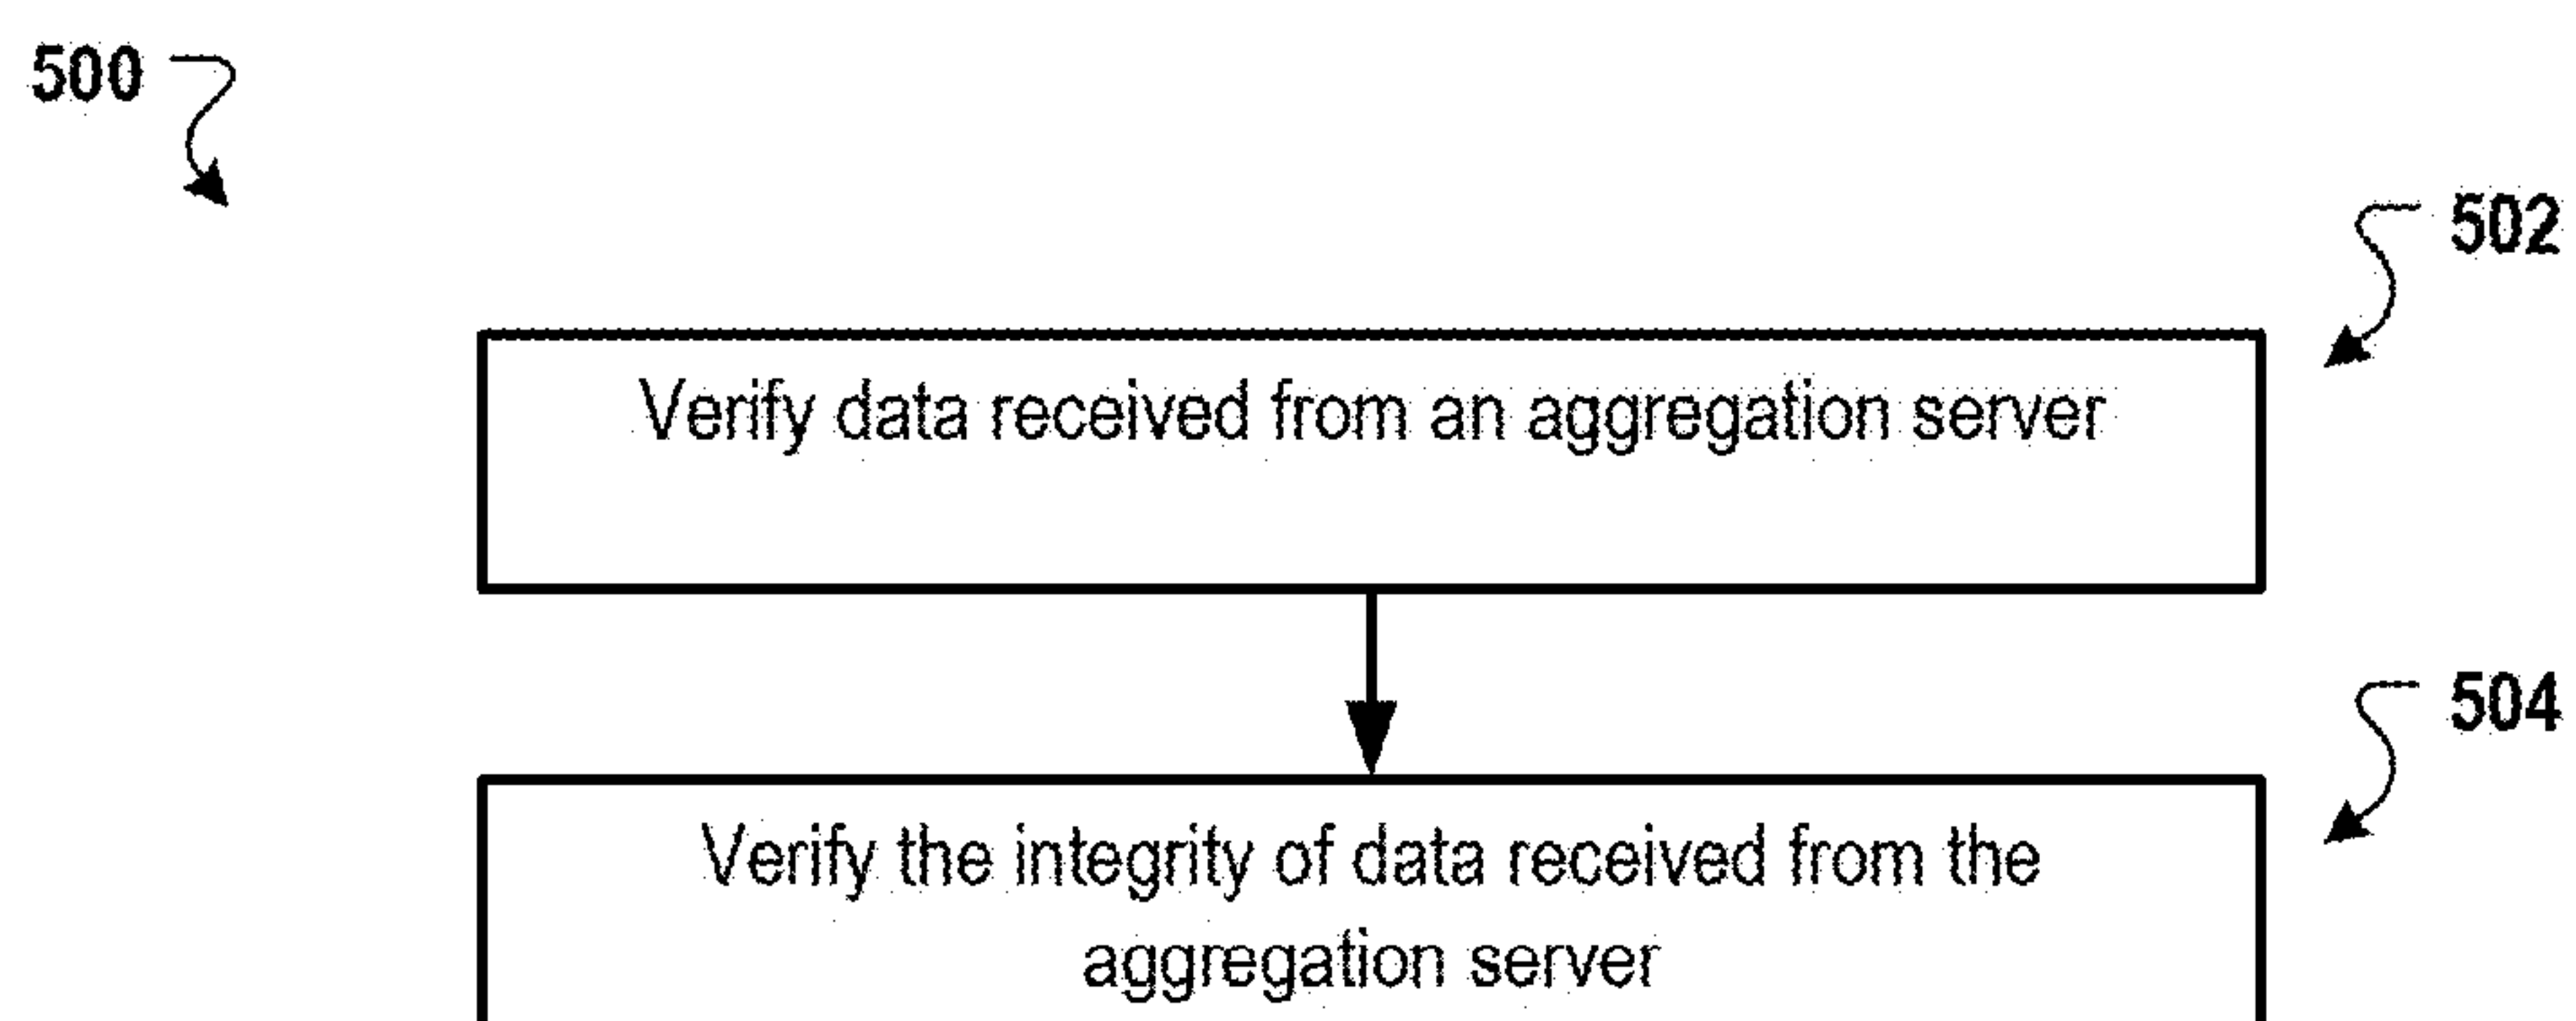 500
502
Verify data received from an aggregation server
504
Verify the integrity of data received from the
aggregation server